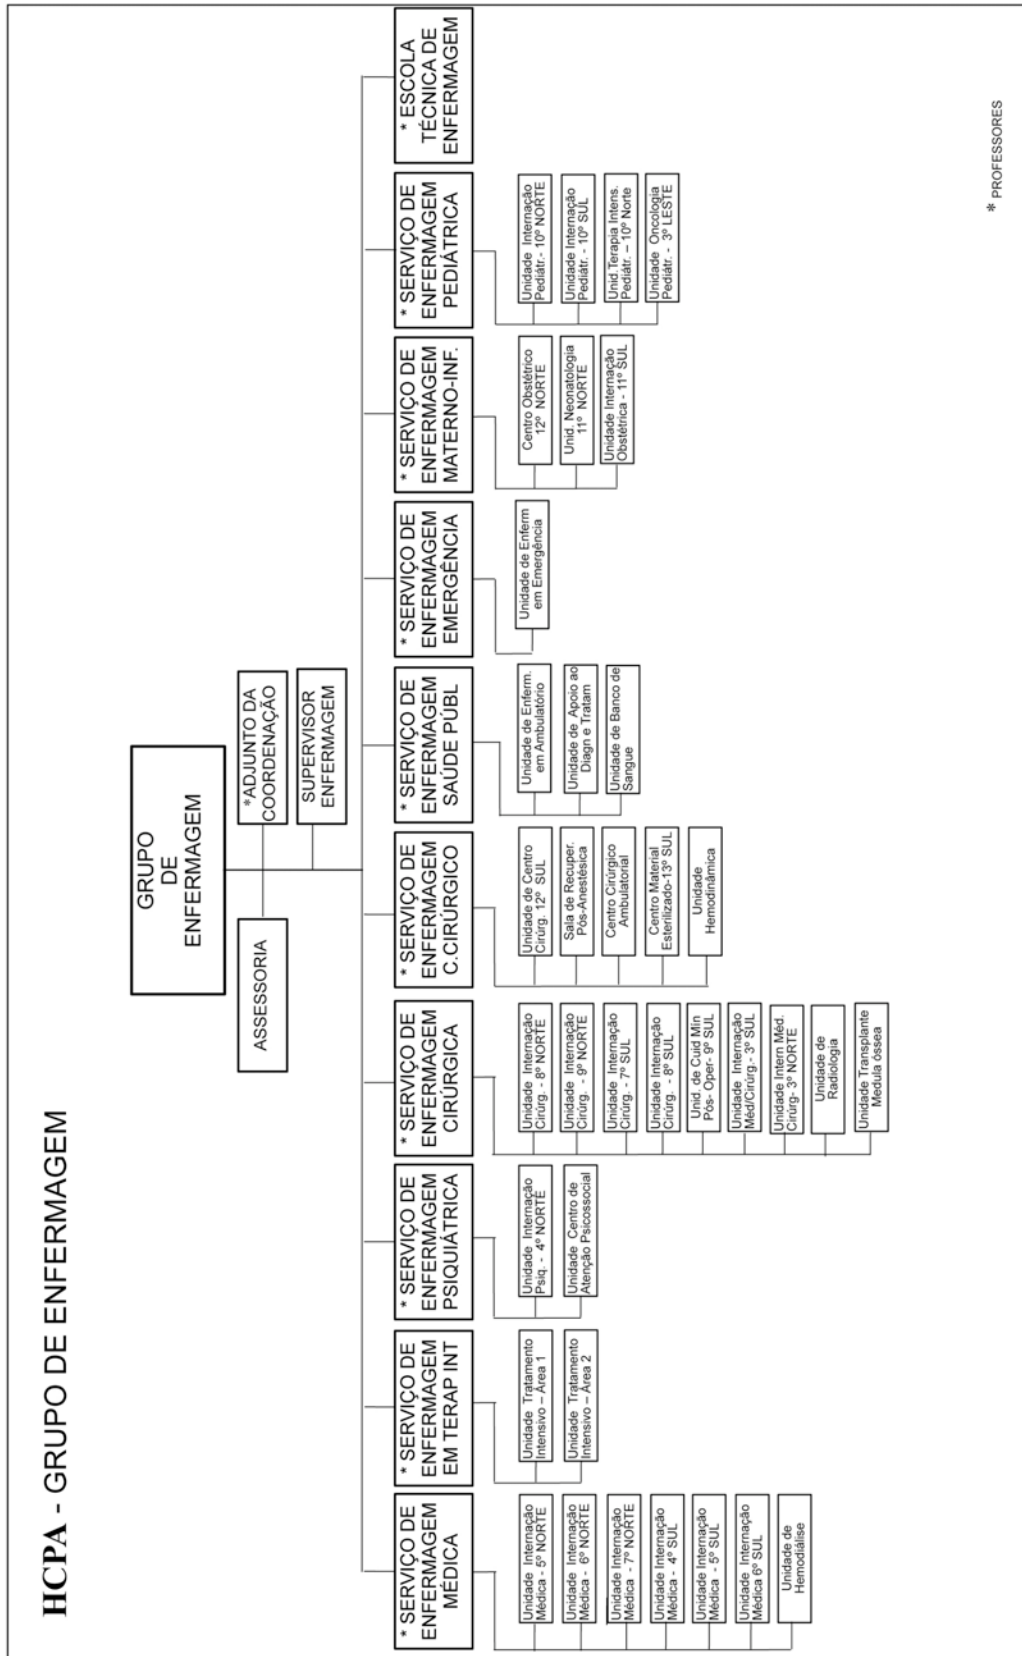 HCPA - GRUPO DE ENFERMAGEM
GRUPO
DE
ENFERMAGEM
ASSESSORIA
*ADJUNTO DA
COORDENAÇÃO
SUPERVISOR
ENFERMAGEM
* SERVIÇO DE
ENFERMAGEM
MÉDICA
Unidade Internação
Médica - 5º NORTE
Unidade Internação
Médica - 6º NORTE
Unidade Internação
Médica - 7º NORTE
Unidade Internação
Médica - 4º SUL
Unidade Internação
Médica - 5º SUL
Unidade Internação
Médica 6º SUL
Unidade de
Hemodiálise
* SERVIÇO DE
ENFERMAGEM
EM TERAP INT
Unidade Tratamento
Intensivo – Área 1
Unidade Tratamento
Intensivo – Área 2
* SERVIÇO DE
ENFERMAGEM
PSIQUIÁTRICA
Unidade Internação
Psiq. - 4º NORTE
Unidade Centro de
Atenção Psicossocial
* SERVIÇO DE
ENFERMAGEM
CIRÚRGICA
Unidade Internação
Cirúrg. - 8º NORTE
Unidade Internação
Cirúrg. - 9º NORTE
Unidade Internação
Cirúrg. - 7º SUL
Unidade Internação
Cirúrg. - 8º SUL
Unid. de Cuid Mín
Pós- Oper- 9º SUL
Unidade Internação
Méd/Cirúrg.- 3º SUL
Unidade Intern Méd.
Cirúrg- 3º NORTE
Unidade de
Radiologia
Unidade Transplante
Medula óssea
* SERVIÇO DE
ENFERMAGEM
C.CIRÚRGICO
Unidade de Centro
Cirúrg. 12º SUL
Sala de Recuper.
Pós-Anestésica
Centro Cirúrgico
Ambulatorial
Centro Material
Esterilizado-13º SUL
Unidade
Hemodinâmica
* SERVIÇO DE
ENFERMAGEM
SAÚDE PÚBL
Unidade de Enferm.
em Ambulatório
Unidade de Apoio ao
Diagn e Tratam
Unidade de Banco de
Sangue
* SERVIÇO DE
ENFERMAGEM
EMERGÊNCIA
Unidade de Enferm
em Emergência
* SERVIÇO DE
ENFERMAGEM
MATERNO-INF.
Centro Obstétrico
12º NORTE
Unid. Neonatologia
11º NORTE
Unidade Internação
Obstétrica - 11º SUL
* SERVIÇO DE
ENFERMAGEM
PEDIÁTRICA
Unidade Internação
Pediátr.- 10º NORTE
Unidade Internação
Pediátr. - 10º SUL
Unid.Terapia Intens.
Pediátr. – 10º Norte
Unidade Oncologia
Pediátr. - 3º LESTE
* ESCOLA
TÉCNICA DE
ENFERMAGEM
* PROFESSORES